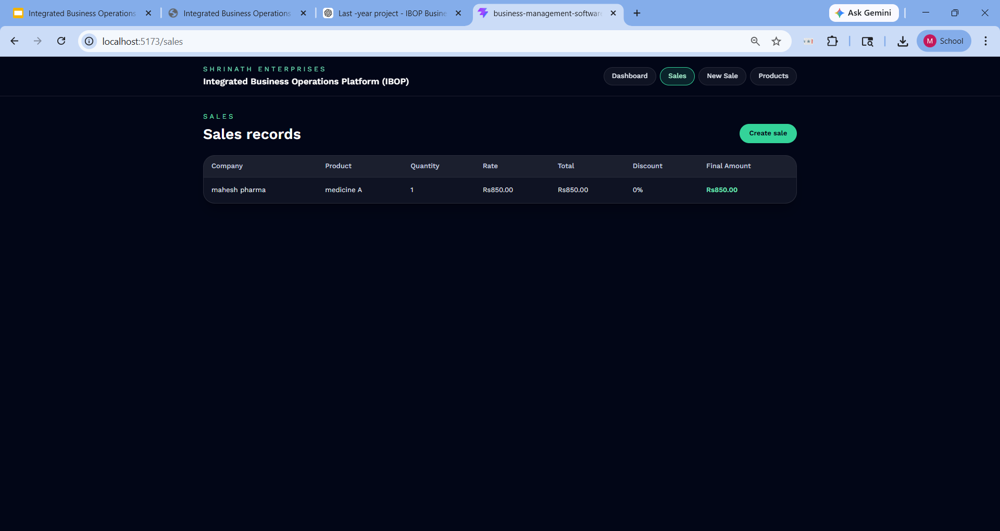 Integrated Business Operations
Integrated Business Operations
Last -year project - IBOP Busine
business-management-software
Ask Gemini
localhost:5173/sales
M School
SHRINATH ENTERPRISES
Integrated Business Operations Platform (IBOP)
Dashboard Sales New Sale Products
SALES
Sales records
Create sale
Company Product Quantity Rate Total Discount Final Amount
mahesh pharma medicine A 1 Rs850.00 Rs850.00 0% Rs850.00